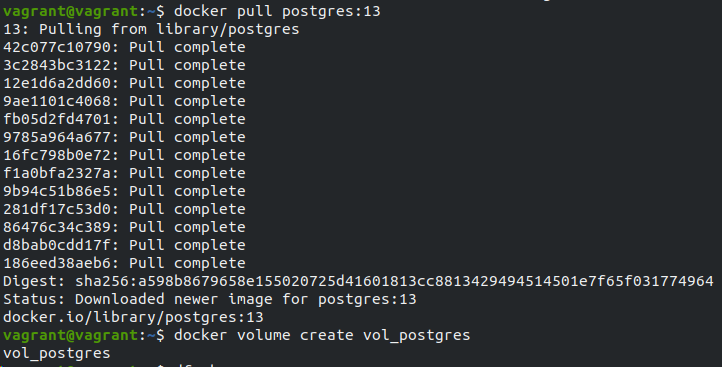 vagrant@vagrant:~$ docker pull postgres:13
13: Pulling from library/postgres
42c077c10790: Pull complete
3c2843bc3122: Pull complete
12e1d6a2dd60: Pull complete
9ae1101c4068: Pull complete
fb05d2fd4701: Pull complete
9785a964a677: Pull complete
16fc798b0e72: Pull complete
f1a0bfa2327a: Pull complete
9b94c51b86e5: Pull complete
281df17c53d0: Pull complete
86476c34c389: Pull complete
d8bab0cdd17f: Pull complete
186eed38aeb6: Pull complete
Digest: sha256:a598b8679658e155020725d41601813cc8813429494514501e7f65f031774964
Status: Downloaded newer image for postgres:13
docker.io/library/postgres:13
vagrant@vagrant:~$ docker volume create vol_postgres
vol_postgres